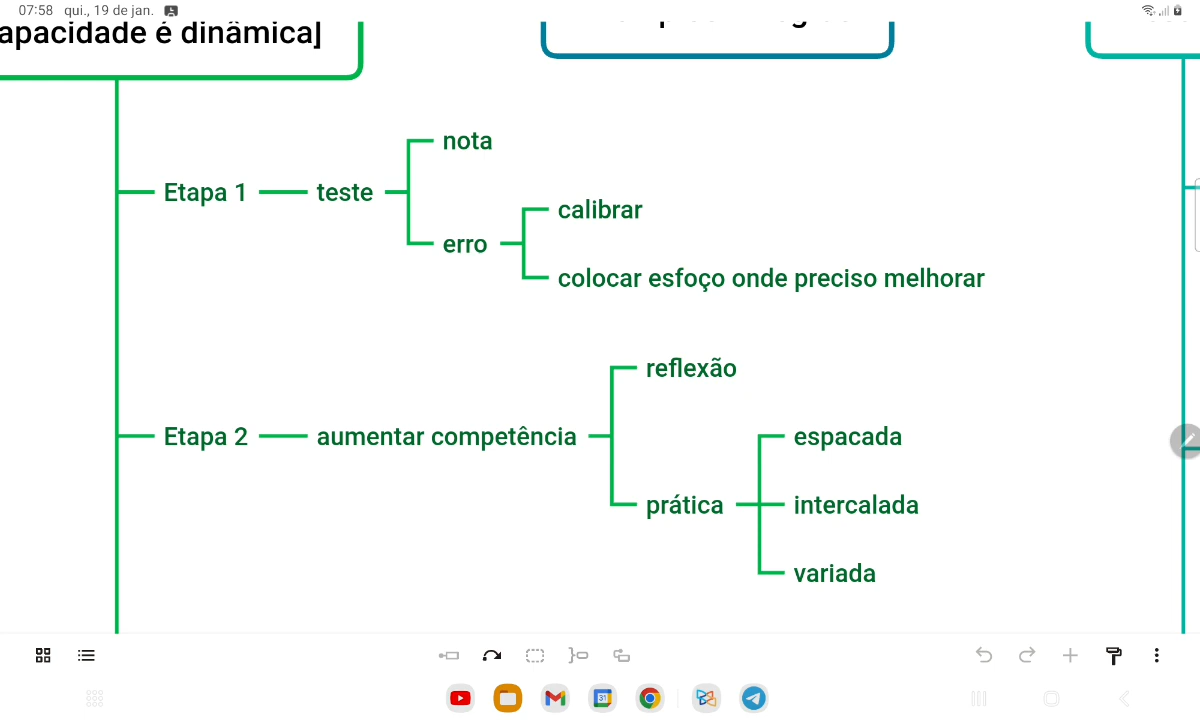 07:58 qui., 19 de jan.
apacidade é dinâmica]
nota
Etapa 1
teste
calibrar
erro
colocar esfoço onde preciso melhorar
reflexão
Etapa 2
aumentar competência
espacada
prática
intercalada
variada
31